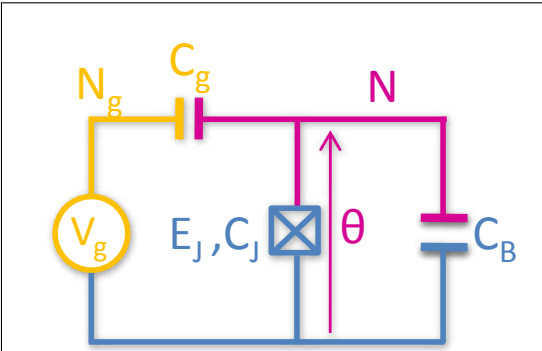 C_g
N_g
N
V_g
E_J ,C_J
θ
C_B